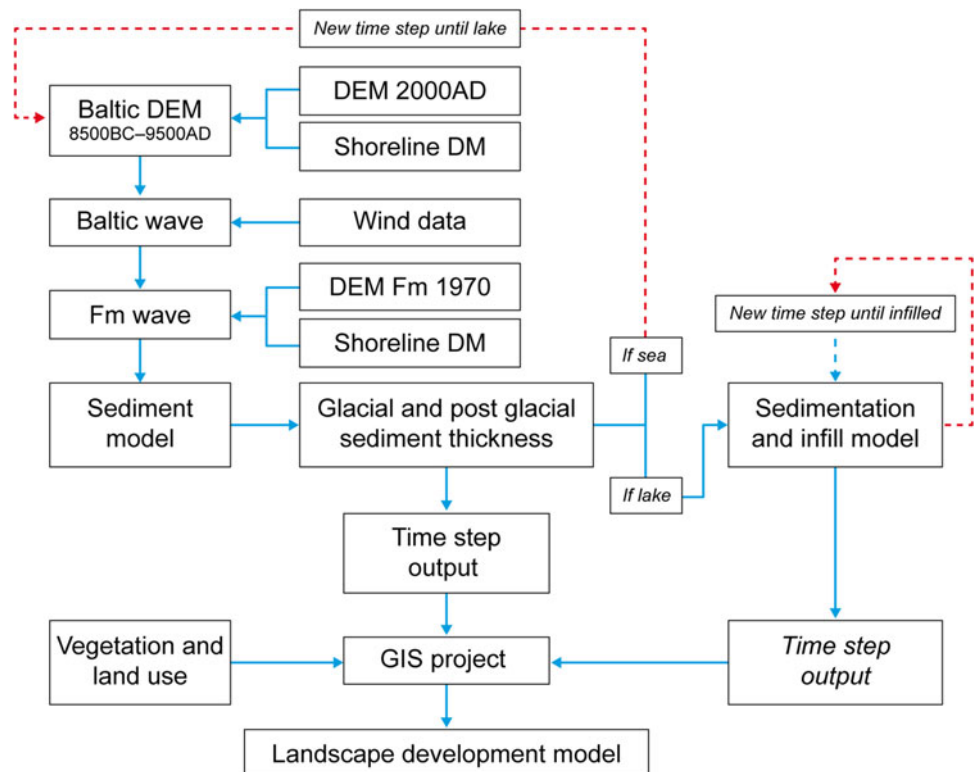 New time step until lake
DEM 2000AD
Baltic DEM
8500BC–9500AD
Shoreline DM
Baltic wave
Wind data
DEM Fm 1970
Fm wave
New time step until infilled
Shoreline DM
If sea
Sediment
model
Glacial and post glacial
sediment thickness
Sedimentation
and infill model
If lake
Time step
output
Vegetation and
land use
GIS project
Time step
output
Landscape development model